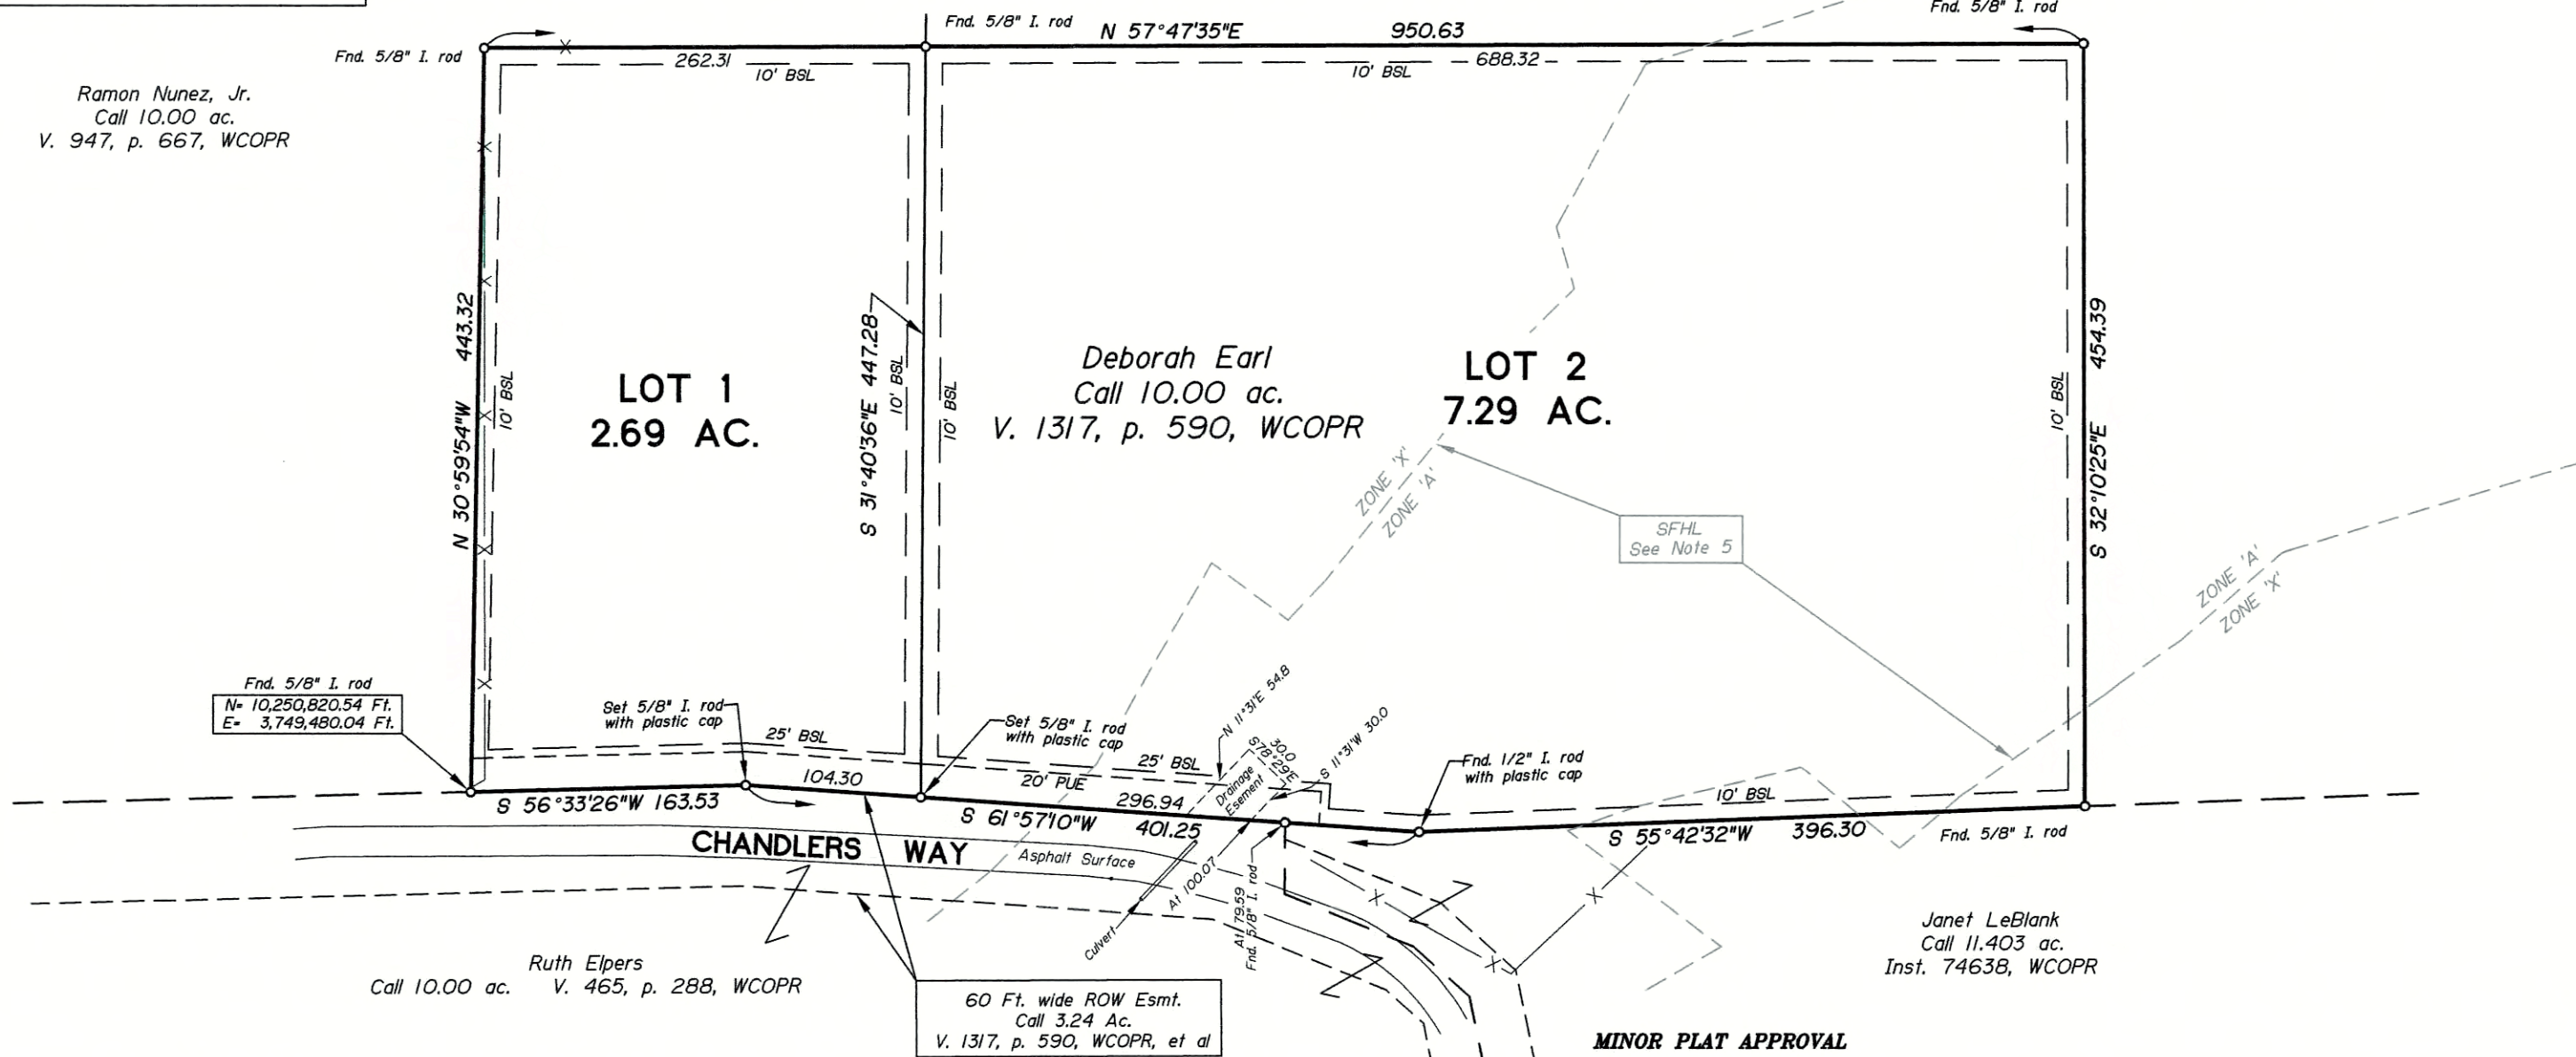 Fnd. 5/8" I. rod
N 57°47'35"E 950.63
Fnd. 5/8" I. rod
Fnd. 5/8" I. rod
262.31
10' BSL
688.32
10' BSL
Ramon Nunez, Jr.
Call 10.00 ac.
V. 947, p. 667, WCOPR
N 30°59'54"W 443.32
10' BSL
LOT 1
2.69 AC.
S 31°40'36"E 447.28
10' BSL
10' BSL
Deborah Earl
Call 10.00 ac.
V. 1317, p. 590, WCOPR
LOT 2
7.29 AC.
10' BSL
S 32°10'25"E 454.39
ZONE 'X'
ZONE 'A'
SFHL
See Note 5
ZONE 'A'
ZONE 'X'
Fnd. 5/8" I. rod
N= 10,250,820.54 Ft.
E= 3,749,480.04 Ft.
Set 5/8" I. rod
with plastic cap
25' BSL
Set 5/8" I. rod
with plastic cap
25' BSL
20' PUE
N 11°31'E 54.8
S78°29'E
30.0
S 11°31'W 30.0
Drainage
Esement
Fnd. 1/2" I. rod
with plastic cap
10' BSL
S 56°33'26"W 163.53
104.30
296.94
S 61°57'10"W 401.25
S 55°42'32"W 396.30
Fnd. 5/8" I. rod
CHANDLERS WAY
Asphalt Surface
Culvert
At 100.07
At 79.59
Fnd. 5/8" I. rod
Ruth Elpers
Call 10.00 ac. V. 465, p. 288, WCOPR
60 Ft. wide ROW Esmt.
Call 3.24 Ac.
V. 1317, p. 590, WCOPR, et al
Janet LeBlank
Call 11.403 ac.
Inst. 74638, WCOPR
MINOR PLAT APPROVAL